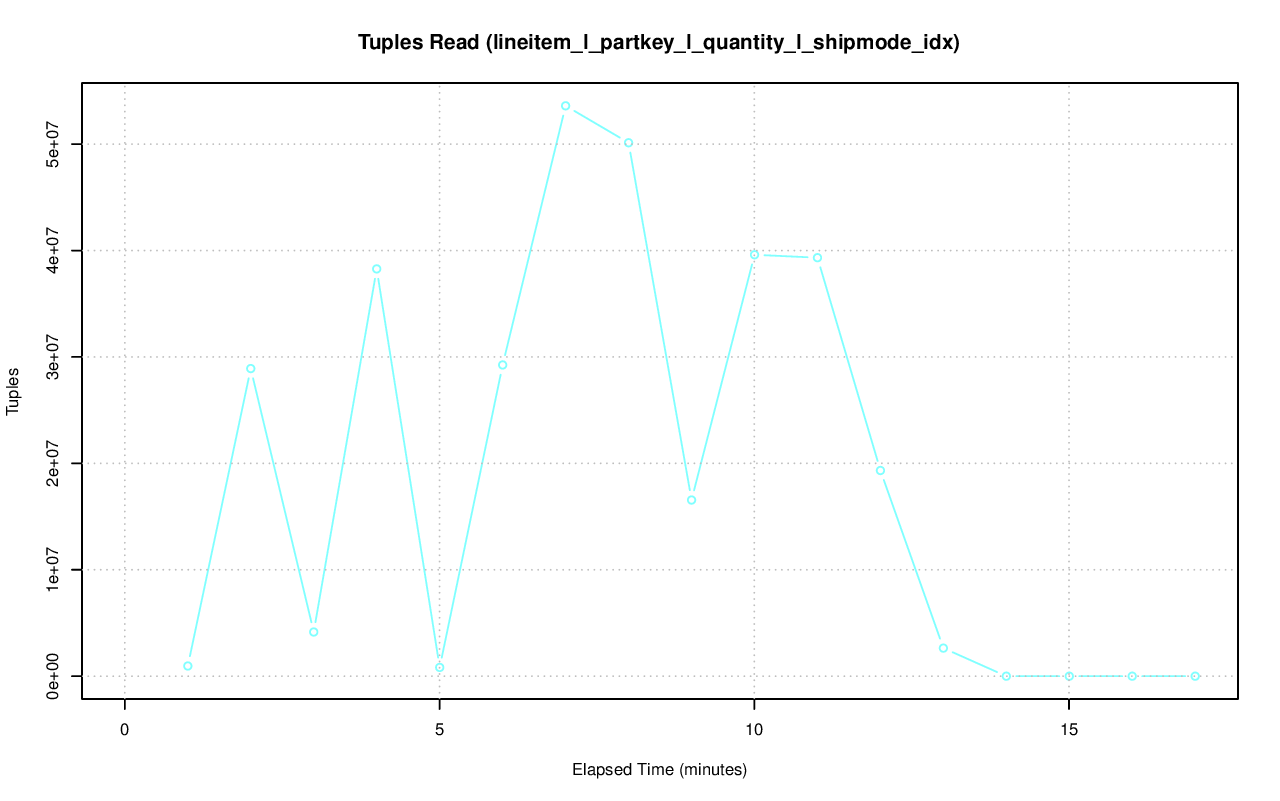 Tuples Read (lineitem_l_partkey_l_quantity_l_shipmode_idx)
5e+07
4e+07
3e+07
2e+07
1e+07
0e+00
Tuples
0 5 10 15
Elapsed Time (minutes)